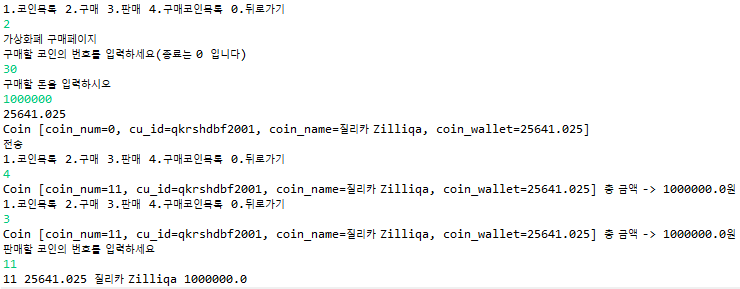 1.코인목록 2.구매 3.판매 4.구매코인목록 0.뒤로가기
2
가상화폐 구매페이지
구매할 코인의 번호를 입력하세요(종료는 0 입니다)
30
구매할 돈을 입력하시오
1000000
25641.025
Coin [coin_num=0, cu_id=qkrshdbf2001, coin_name=질리카 Zilliqa, coin_wallet=25641.025]
전송
1.코인목록 2.구매 3.판매 4.구매코인목록 0.뒤로가기
4
Coin [coin_num=11, cu_id=qkrshdbf2001, coin_name=질리카 Zilliqa, coin_wallet=25641.025] 총 금액 -> 1000000.0원
1.코인목록 2.구매 3.판매 4.구매코인목록 0.뒤로가기
3
Coin [coin_num=11, cu_id=qkrshdbf2001, coin_name=질리카 Zilliqa, coin_wallet=25641.025] 총 금액 -> 1000000.0원
판매할 코인의 번호를 입력하세요
11
11 25641.025 질리카 Zilliqa 1000000.0